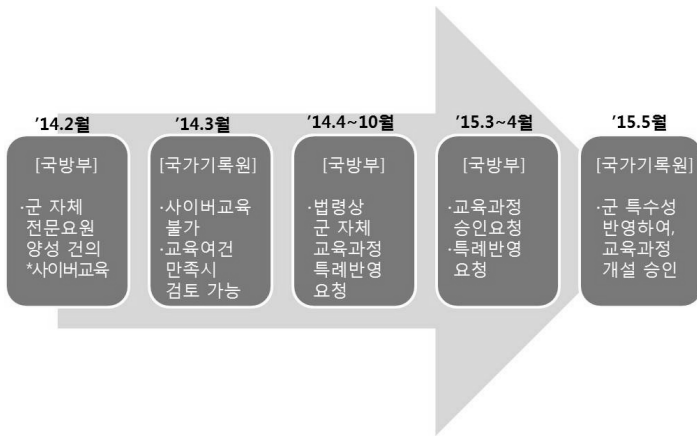 '14.2월
[국방부]
·군 자체
전문요원
양성 건의
*사이버교육
'14.3월
[국가기록원]
·사이버교육
불가
·교육여건
만족시
검토 가능
'14.4~10월
[국방부]
·법령상
군 자체
교육과정
특례반영
요청
'15.3~4월
[국방부]
·교육과정
승인요청
·특례반영
요청
'15.5월
[국가기록원]
·군 특수성
반영하여,
교육과정
개설 승인